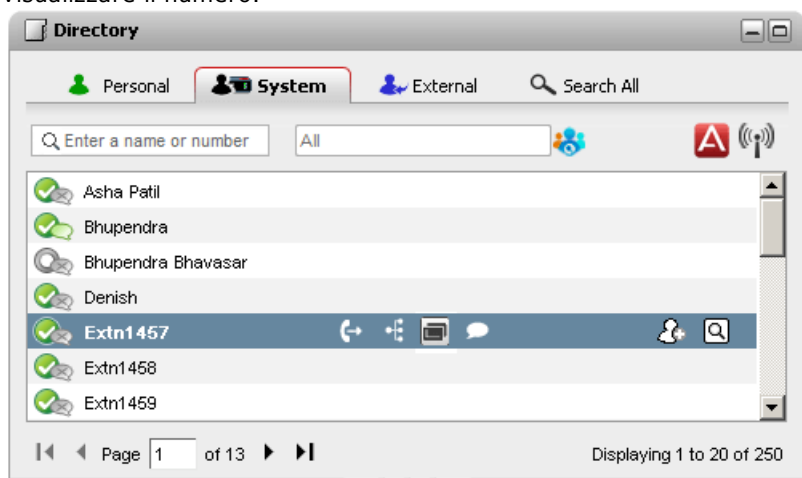 visualizzare il numero.
Directory
Personal System External Search All
Enter a name or number All
Asha Patil
Bhupendra
Bhupendra Bhavasar
Denish
Extn1457
Extn1458
Extn1459
Page 1 of 13 Displaying 1 to 20 of 250